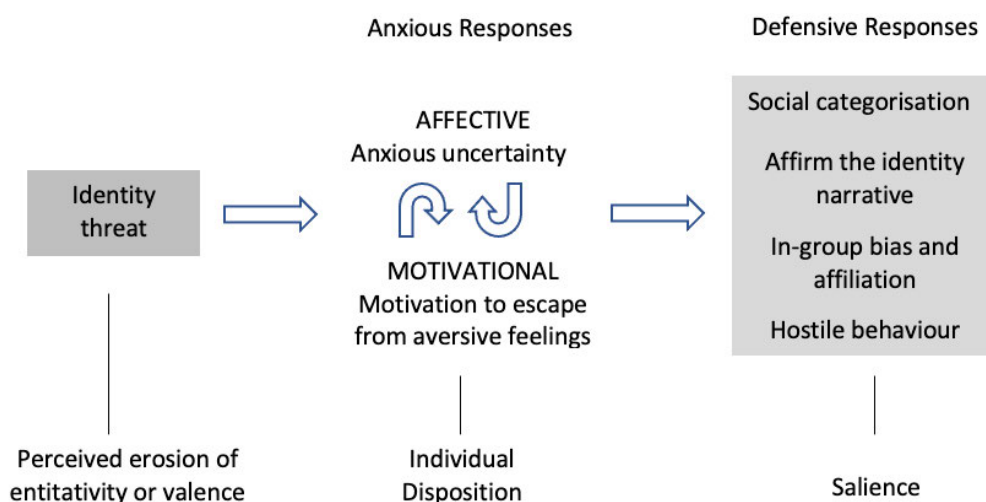 Anxious Responses
Defensive Responses
Identity
threat
AFFECTIVE
Anxious uncertainty
MOTIVATIONAL
Motivation to escape
from aversive feelings
Social categorisation
Affirm the identity
narrative
In-group bias and
affiliation
Hostile behaviour
Perceived erosion of
entitativity or valence
Individual
Disposition
Salience